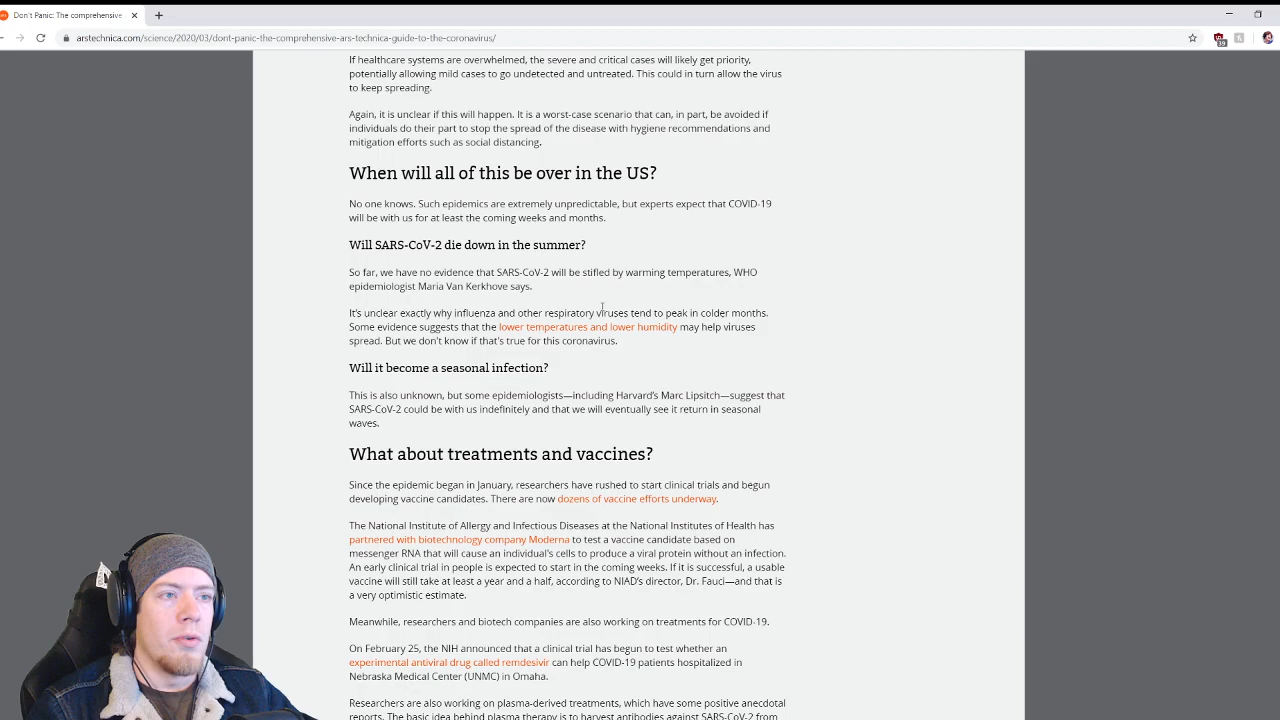 Don't Panic: The comprehensive
arstechnica.com/science/2020/03/dont-panic-the-comprehensive-ars-technica-guide-to-the-coronavirus/
39
If healthcare systems are overwhelmed, the severe and critical cases will likely get priority,
potentially allowing mild cases to go undetected and untreated. This could in turn allow the virus
to keep spreading.
Again, it is unclear if this will happen. It is a worst-case scenario that can, in part, be avoided if
individuals do their part to stop the spread of the disease with hygiene recommendations and
mitigation efforts such as social distancing.
When will all of this be over in the US?
No one knows. Such epidemics are extremely unpredictable, but experts expect that COVID-19
will be with us for at least the coming weeks and months.
Will SARS-CoV-2 die down in the summer?
So far, we have no evidence that SARS-CoV-2 will be stifled by warming temperatures, WHO
epidemiologist Maria Van Kerkhove says.
It's unclear exactly why influenza and other respiratory viruses tend to peak in colder months.
Some evidence suggests that the lower temperatures and lower humidity may help viruses
spread. But we don't know if that's true for this coronavirus.
Will it become a seasonal infection?
This is also unknown, but some epidemiologists—including Harvard's Marc Lipsitch—suggest that
SARS-CoV-2 could be with us indefinitely and that we will eventually see it return in seasonal
waves.
What about treatments and vaccines?
Since the epidemic began in January, researchers have rushed to start clinical trials and begun
developing vaccine candidates. There are now dozens of vaccine efforts underway.
The National Institute of Allergy and Infectious Diseases at the National Institutes of Health has
partnered with biotechnology company Moderna to test a vaccine candidate based on
messenger RNA that will cause an individual's cells to produce a viral protein without an infection.
An early clinical trial in people is expected to start in the coming weeks. If it is successful, a usable
vaccine will still take at least a year and a half, according to NIAD's director, Dr. Fauci—and that is
a very optimistic estimate.
Meanwhile, researchers and biotech companies are also working on treatments for COVID-19.
On February 25, the NIH announced that a clinical trial has begun to test whether an
experimental antiviral drug called remdesivir can help COVID-19 patients hospitalized in
Nebraska Medical Center (UNMC) in Omaha.
Researchers are also working on plasma-derived treatments, which have some positive anecdotal
reports. The basic idea behind plasma therapy is to harvest antibodies against SARS-CoV-2 from